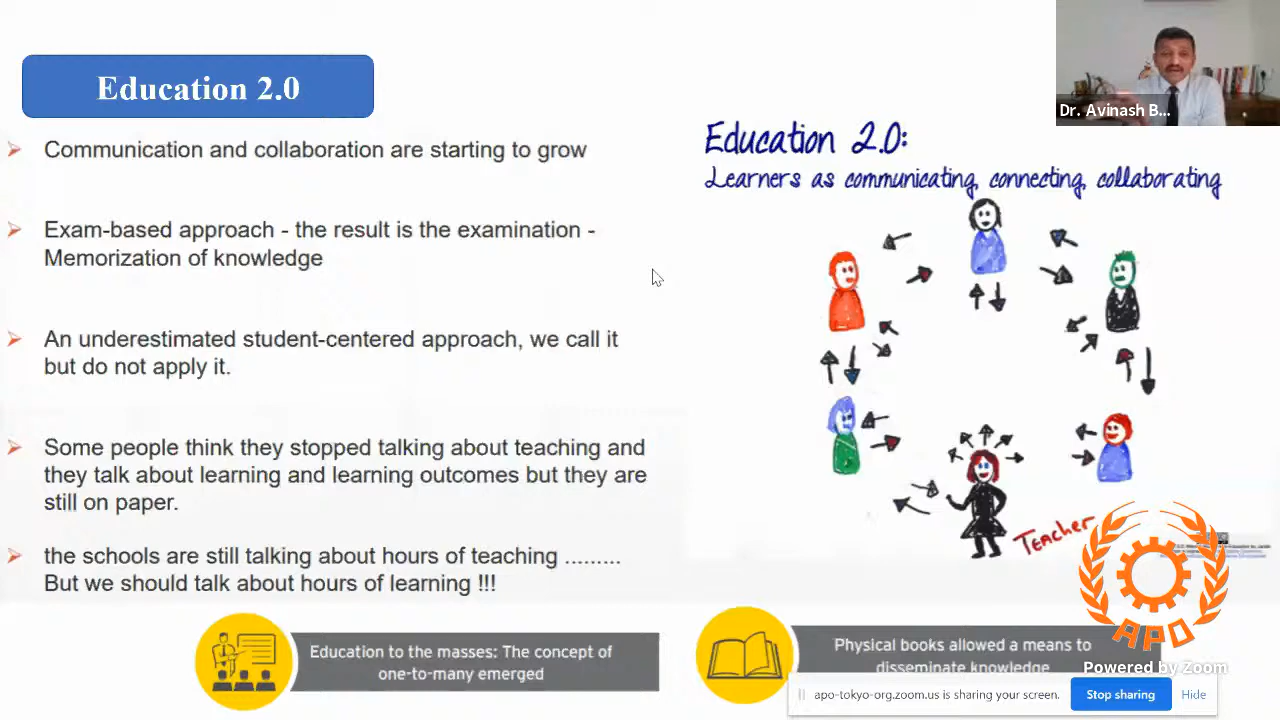 Education 2.0
Communication and collaboration are starting to grow
Exam-based approach - the result is the examination -
Memorization of knowledge
An underestimated student-centered approach, we call it
but do not apply it.
Some people think they stopped talking about teaching and
they talk about learning and learning outcomes but they are
still on paper.
the schools are still talking about hours of teaching .........
But we should talk about hours of learning !!!
Education to the masses: The concept of
one-to-many emerged
Dr. Avinash B...
Education 2.0:
Learners as communicating, connecting, collaborating
Teacher
APO
Physical books allowed a means to
disseminate knowledge
Powered by Zoom
apo-tokyo-org.zoom.us is sharing your screen.
Stop sharing
Hide